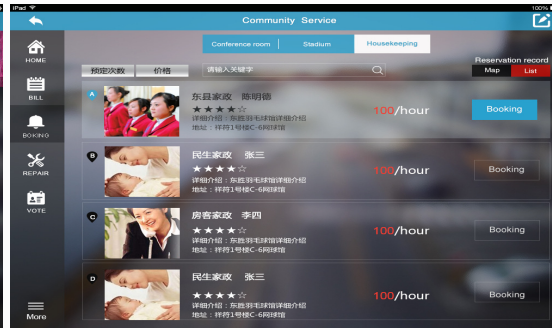 iPad
100%
Community Service
Conference room
Stadium
Housekeeping
HOME
预定次数
价格
请输入关键字
Reservation record
Map
List
BILL
BOKING
REPAIR
VOTE
More
A
东县家政 陈明德
★★★★☆
详细介绍：东胜羽毛球馆详细介绍
地址：祥符1号楼C-6网球馆
100/hour
Booking
B
民生家政 张三
★★★★☆
详细介绍：东胜羽毛球馆详细介绍
地址：祥符1号楼C-6网球馆
100/hour
Booking
C
房客家政 李四
★★★★☆
详细介绍：东胜羽毛球馆详细介绍
地址：祥符1号楼C-6网球馆
100/hour
Booking
D
民生家政 张三
★★★★☆
详细介绍：东胜羽毛球馆详细介绍
地址：祥符1号楼C-6网球馆
100/hour
Booking